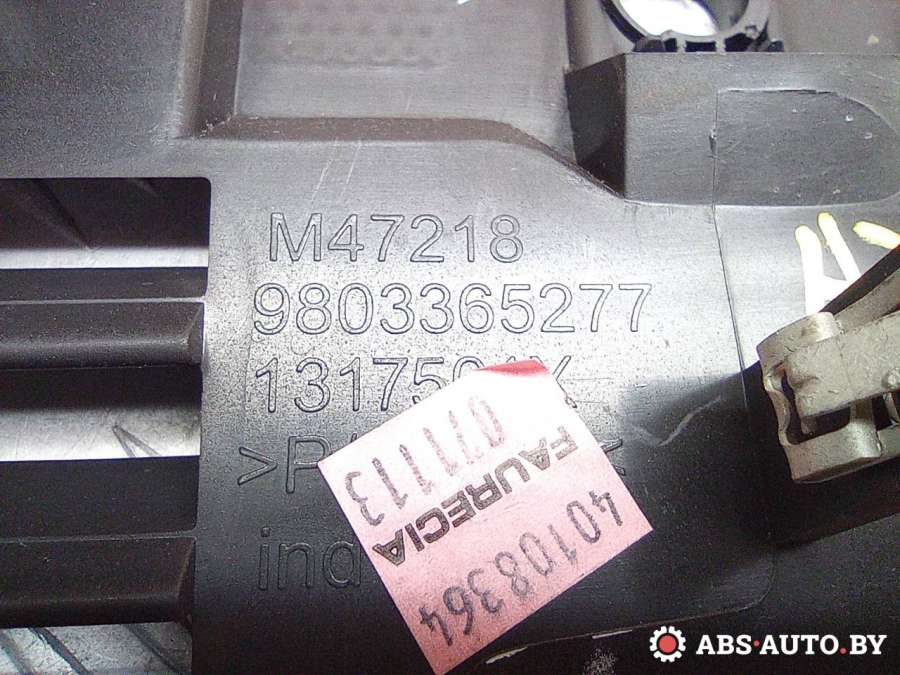 M47218
9803365277
071113
FAURECIA
40108364
ABS-AUTO.BY